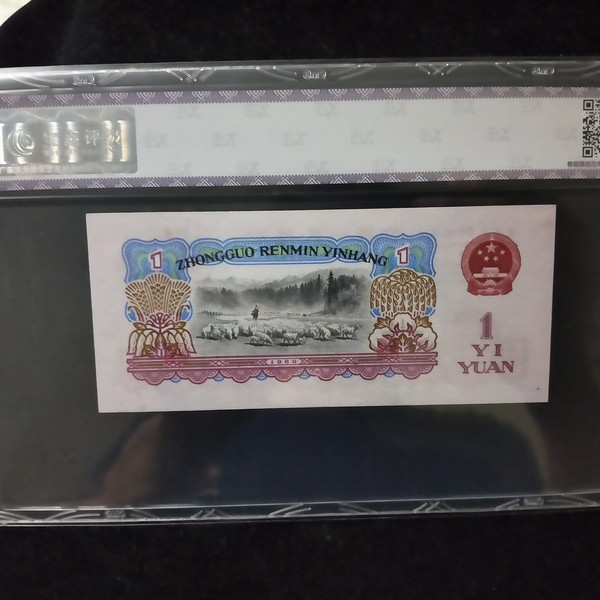 1
1
ZHONGGUO RENMIN YINHANG
1960
1
YI
YUAN